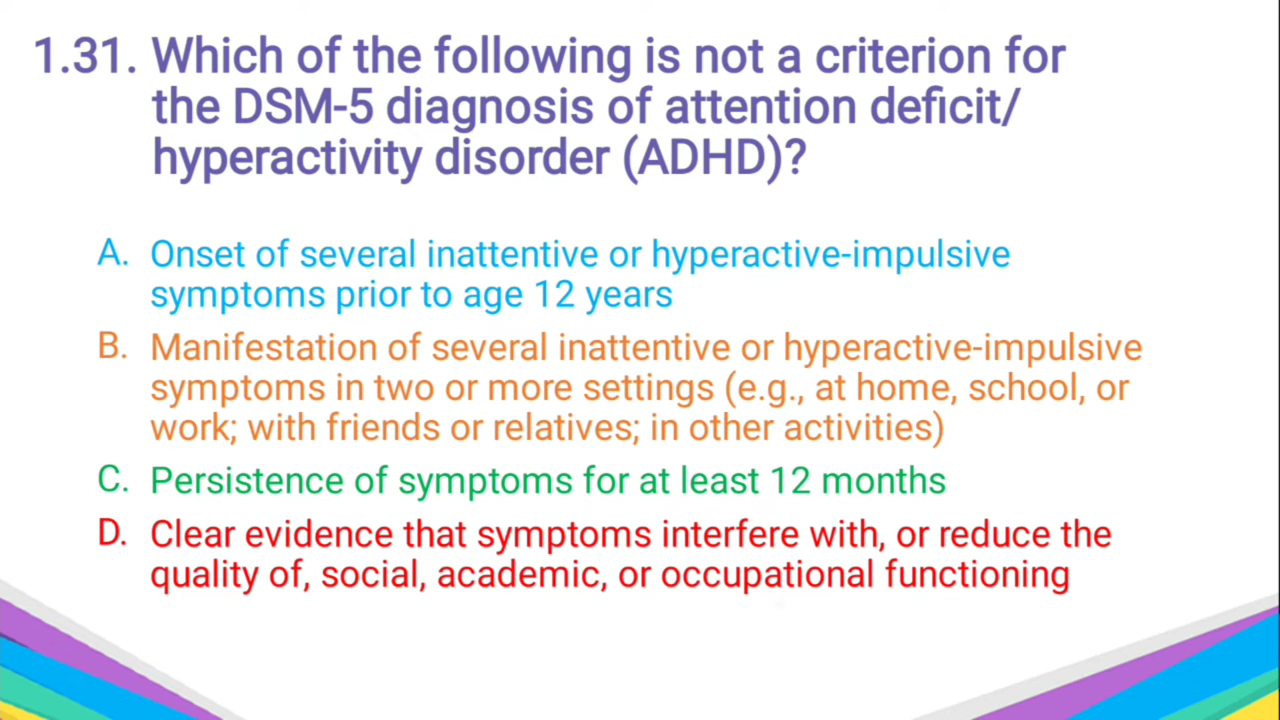 1.31. Which of the following is not a criterion for
the DSM-5 diagnosis of attention deficit/
hyperactivity disorder (ADHD)?
A. Onset of several inattentive or hyperactive-impulsive
symptoms prior to age 12 years
B. Manifestation of several inattentive or hyperactive-impulsive
symptoms in two or more settings (e.g., at home, school, or
work; with friends or relatives; in other activities)
C. Persistence of symptoms for at least 12 months
D. Clear evidence that symptoms interfere with, or reduce the
quality of, social, academic, or occupational functioning